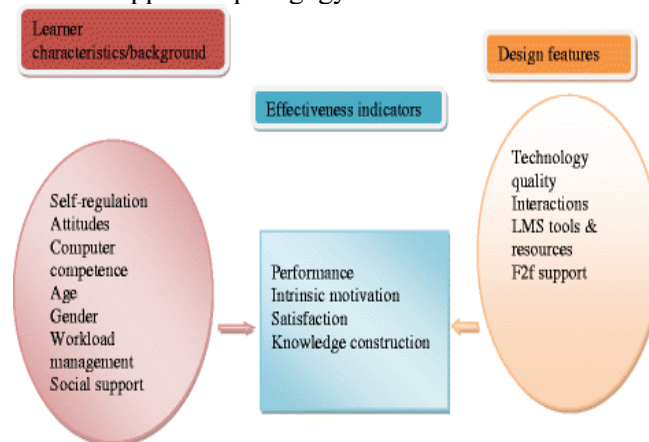 pedagogy
Learner
characteristics/background
Design features
Effectiveness indicators
Self-regulation
Attitudes
Computer
competence
Age
Gender
Workload
management
Social support
Performance
Intrinsic motivation
Satisfaction
Knowledge construction
Technology
quality
Interactions
LMS tools &
resources
F2f support